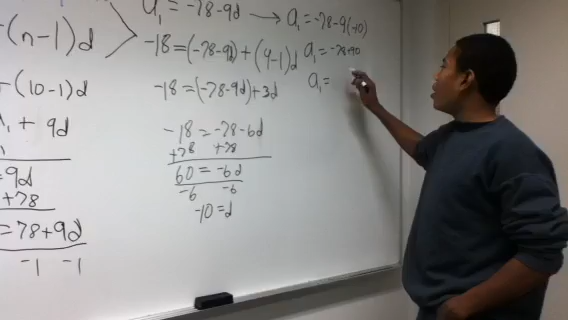 -(n-1)d
+(10-1)d
+ 9d
=9d
+78
=78+9d
-1 -1
a₁ = -78-9d → a₁ = -78-9(-10)
-18=(-78-9d)+(4-1)d
-18=(-78-9d)+3d
-18=-78-6d
+78 +78
60=-6d
-6 -6
-10=d
a₁=-78+90
a₁=